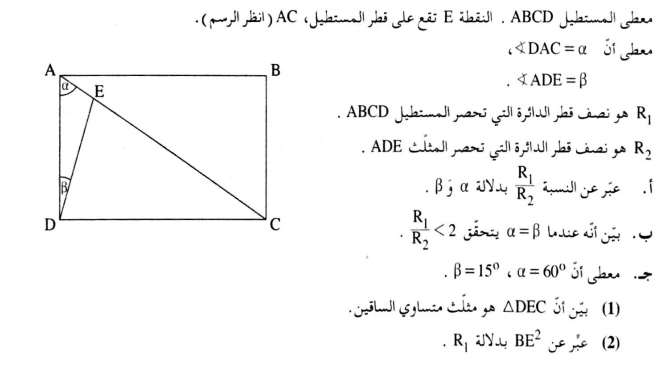 معطى المستطيل ABCD . النقطة E تقع على قطر المستطيل، AC (انظر الرسم).
معطى أنّ ∢DAC = α ،
∢ADE = β .
R₁ هو نصف قطر الدائرة التي تحصر المستطيل ABCD .
R₂ هو نصف قطر الدائرة التي تحصر المثلّث ADE .
أ. عبّر عن النسبة R₁/R₂ بدلالة α وَ β .
ب. بيّن أنّه عندما α = β يتحقّق R₁/R₂ < 2 .
جـ. معطى أنّ α = 60° ، β = 15° .
(1) بيّن أنّ △DEC هو مثلّث متساوي الساقين.
(2) عبِّر عن BE² بدلالة R₁ .
A B
α E
β
D C